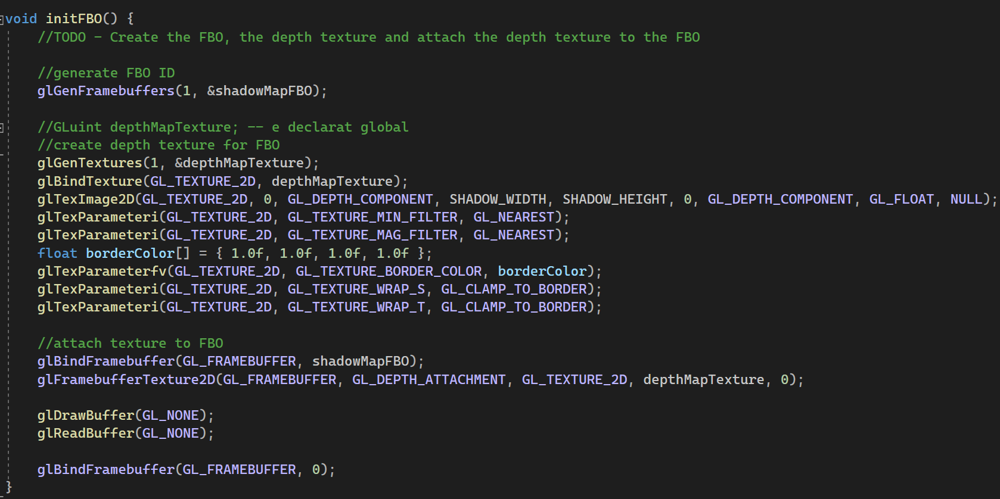 void initFBO() {
//TODO - Create the FBO, the depth texture and attach the depth texture to the FBO
//generate FBO ID
glGenFramebuffers(1, &shadowMapFBO);
//GLuint depthMapTexture; -- e declarat global
//create depth texture for FBO
glGenTextures(1, &depthMapTexture);
glBindTexture(GL_TEXTURE_2D, depthMapTexture);
glTexImage2D(GL_TEXTURE_2D, 0, GL_DEPTH_COMPONENT, SHADOW_WIDTH, SHADOW_HEIGHT, 0, GL_DEPTH_COMPONENT, GL_FLOAT, NULL);
glTexParameteri(GL_TEXTURE_2D, GL_TEXTURE_MIN_FILTER, GL_NEAREST);
glTexParameteri(GL_TEXTURE_2D, GL_TEXTURE_MAG_FILTER, GL_NEAREST);
float borderColor[] = { 1.0f, 1.0f, 1.0f, 1.0f };
glTexParameterfv(GL_TEXTURE_2D, GL_TEXTURE_BORDER_COLOR, borderColor);
glTexParameteri(GL_TEXTURE_2D, GL_TEXTURE_WRAP_S, GL_CLAMP_TO_BORDER);
glTexParameteri(GL_TEXTURE_2D, GL_TEXTURE_WRAP_T, GL_CLAMP_TO_BORDER);
//attach texture to FBO
glBindFramebuffer(GL_FRAMEBUFFER, shadowMapFBO);
glFramebufferTexture2D(GL_FRAMEBUFFER, GL_DEPTH_ATTACHMENT, GL_TEXTURE_2D, depthMapTexture, 0);
glDrawBuffer(GL_NONE);
glReadBuffer(GL_NONE);
glBindFramebuffer(GL_FRAMEBUFFER, 0);
}